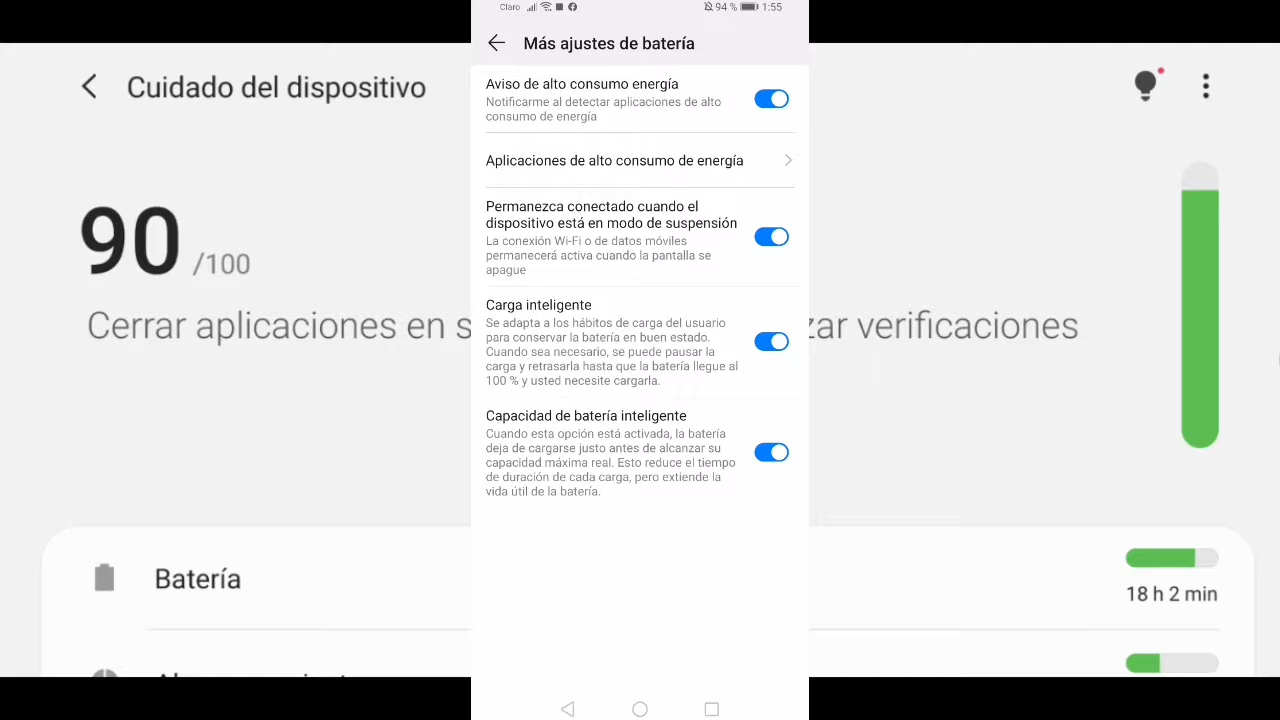 Claro 94 % 1:55
Más ajustes de batería
Cuidado del dispositivo
90 /100
Cerrar aplicaciones en s
zar verificaciones
Aviso de alto consumo energía
Notificarme al detectar aplicaciones de alto
consumo de energía
Aplicaciones de alto consumo de energía
Permanezca conectado cuando el
dispositivo está en modo de suspensión
La conexión Wi-Fi o de datos móviles
permanecerá activa cuando la pantalla se
apague
Carga inteligente
Se adapta a los hábitos de carga del usuario
para conservar la batería en buen estado.
Cuando sea necesario, se puede pausar la
carga y retrasarla hasta que la batería llegue al
100 % y usted necesite cargarla.
Capacidad de batería inteligente
Cuando esta opción está activada, la batería
deja de cargarse justo antes de alcanzar su
capacidad máxima real. Esto reduce el tiempo
de duración de cada carga, pero extiende la
vida útil de la batería.
Batería
18 h 2 min